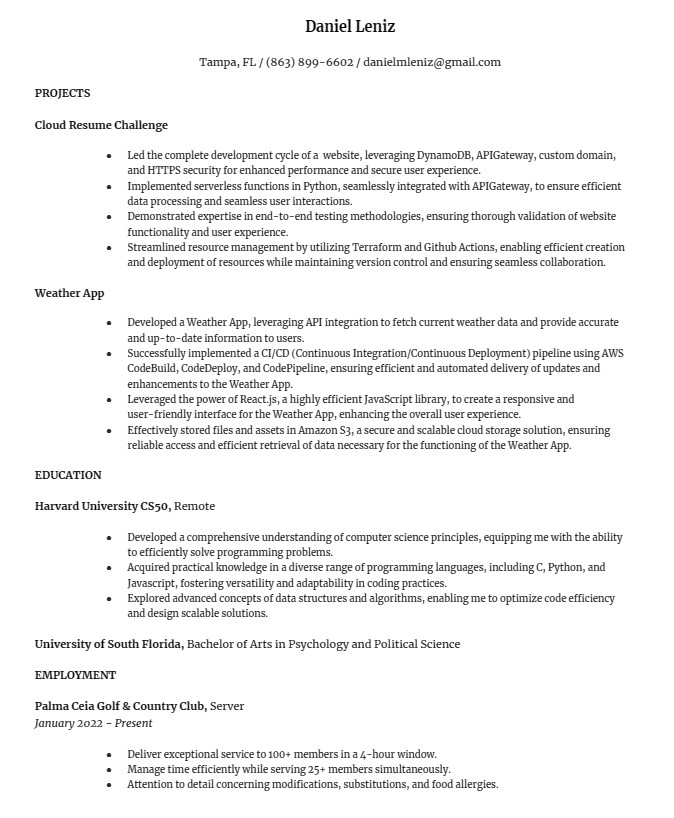 Daniel Leniz
Tampa, FL / (863) 899-6602 / danielmleniz@gmail.com
PROJECTS
Cloud Resume Challenge
● Led the complete development cycle of a website, leveraging DynamoDB, APIGateway, custom domain,
and HTTPS security for enhanced performance and secure user experience.
● Implemented serverless functions in Python, seamlessly integrated with APIGateway, to ensure efficient
data processing and seamless user interactions.
● Demonstrated expertise in end-to-end testing methodologies, ensuring thorough validation of website
functionality and user experience.
● Streamlined resource management by utilizing Terraform and Github Actions, enabling efficient creation
and deployment of resources while maintaining version control and ensuring seamless collaboration.
Weather App
● Developed a Weather App, leveraging API integration to fetch current weather data and provide accurate
and up-to-date information to users.
● Successfully implemented a CI/CD (Continuous Integration/Continuous Deployment) pipeline using AWS
CodeBuild, CodeDeploy, and CodePipeline, ensuring efficient and automated delivery of updates and
enhancements to the Weather App.
● Leveraged the power of React.js, a highly efficient JavaScript library, to create a responsive and
user-friendly interface for the Weather App, enhancing the overall user experience.
● Effectively stored files and assets in Amazon S3, a secure and scalable cloud storage solution, ensuring
reliable access and efficient retrieval of data necessary for the functioning of the Weather App.
EDUCATION
Harvard University CS50, Remote
● Developed a comprehensive understanding of computer science principles, equipping me with the ability
to efficiently solve programming problems.
● Acquired practical knowledge in a diverse range of programming languages, including C, Python, and
Javascript, fostering versatility and adaptability in coding practices.
● Explored advanced concepts of data structures and algorithms, enabling me to optimize code efficiency
and design scalable solutions.
University of South Florida, Bachelor of Arts in Psychology and Political Science
EMPLOYMENT
Palma Ceia Golf & Country Club, Server
January 2022 - Present
● Deliver exceptional service to 100+ members in a 4-hour window.
● Manage time efficiently while serving 25+ members simultaneously.
● Attention to detail concerning modifications, substitutions, and food allergies.